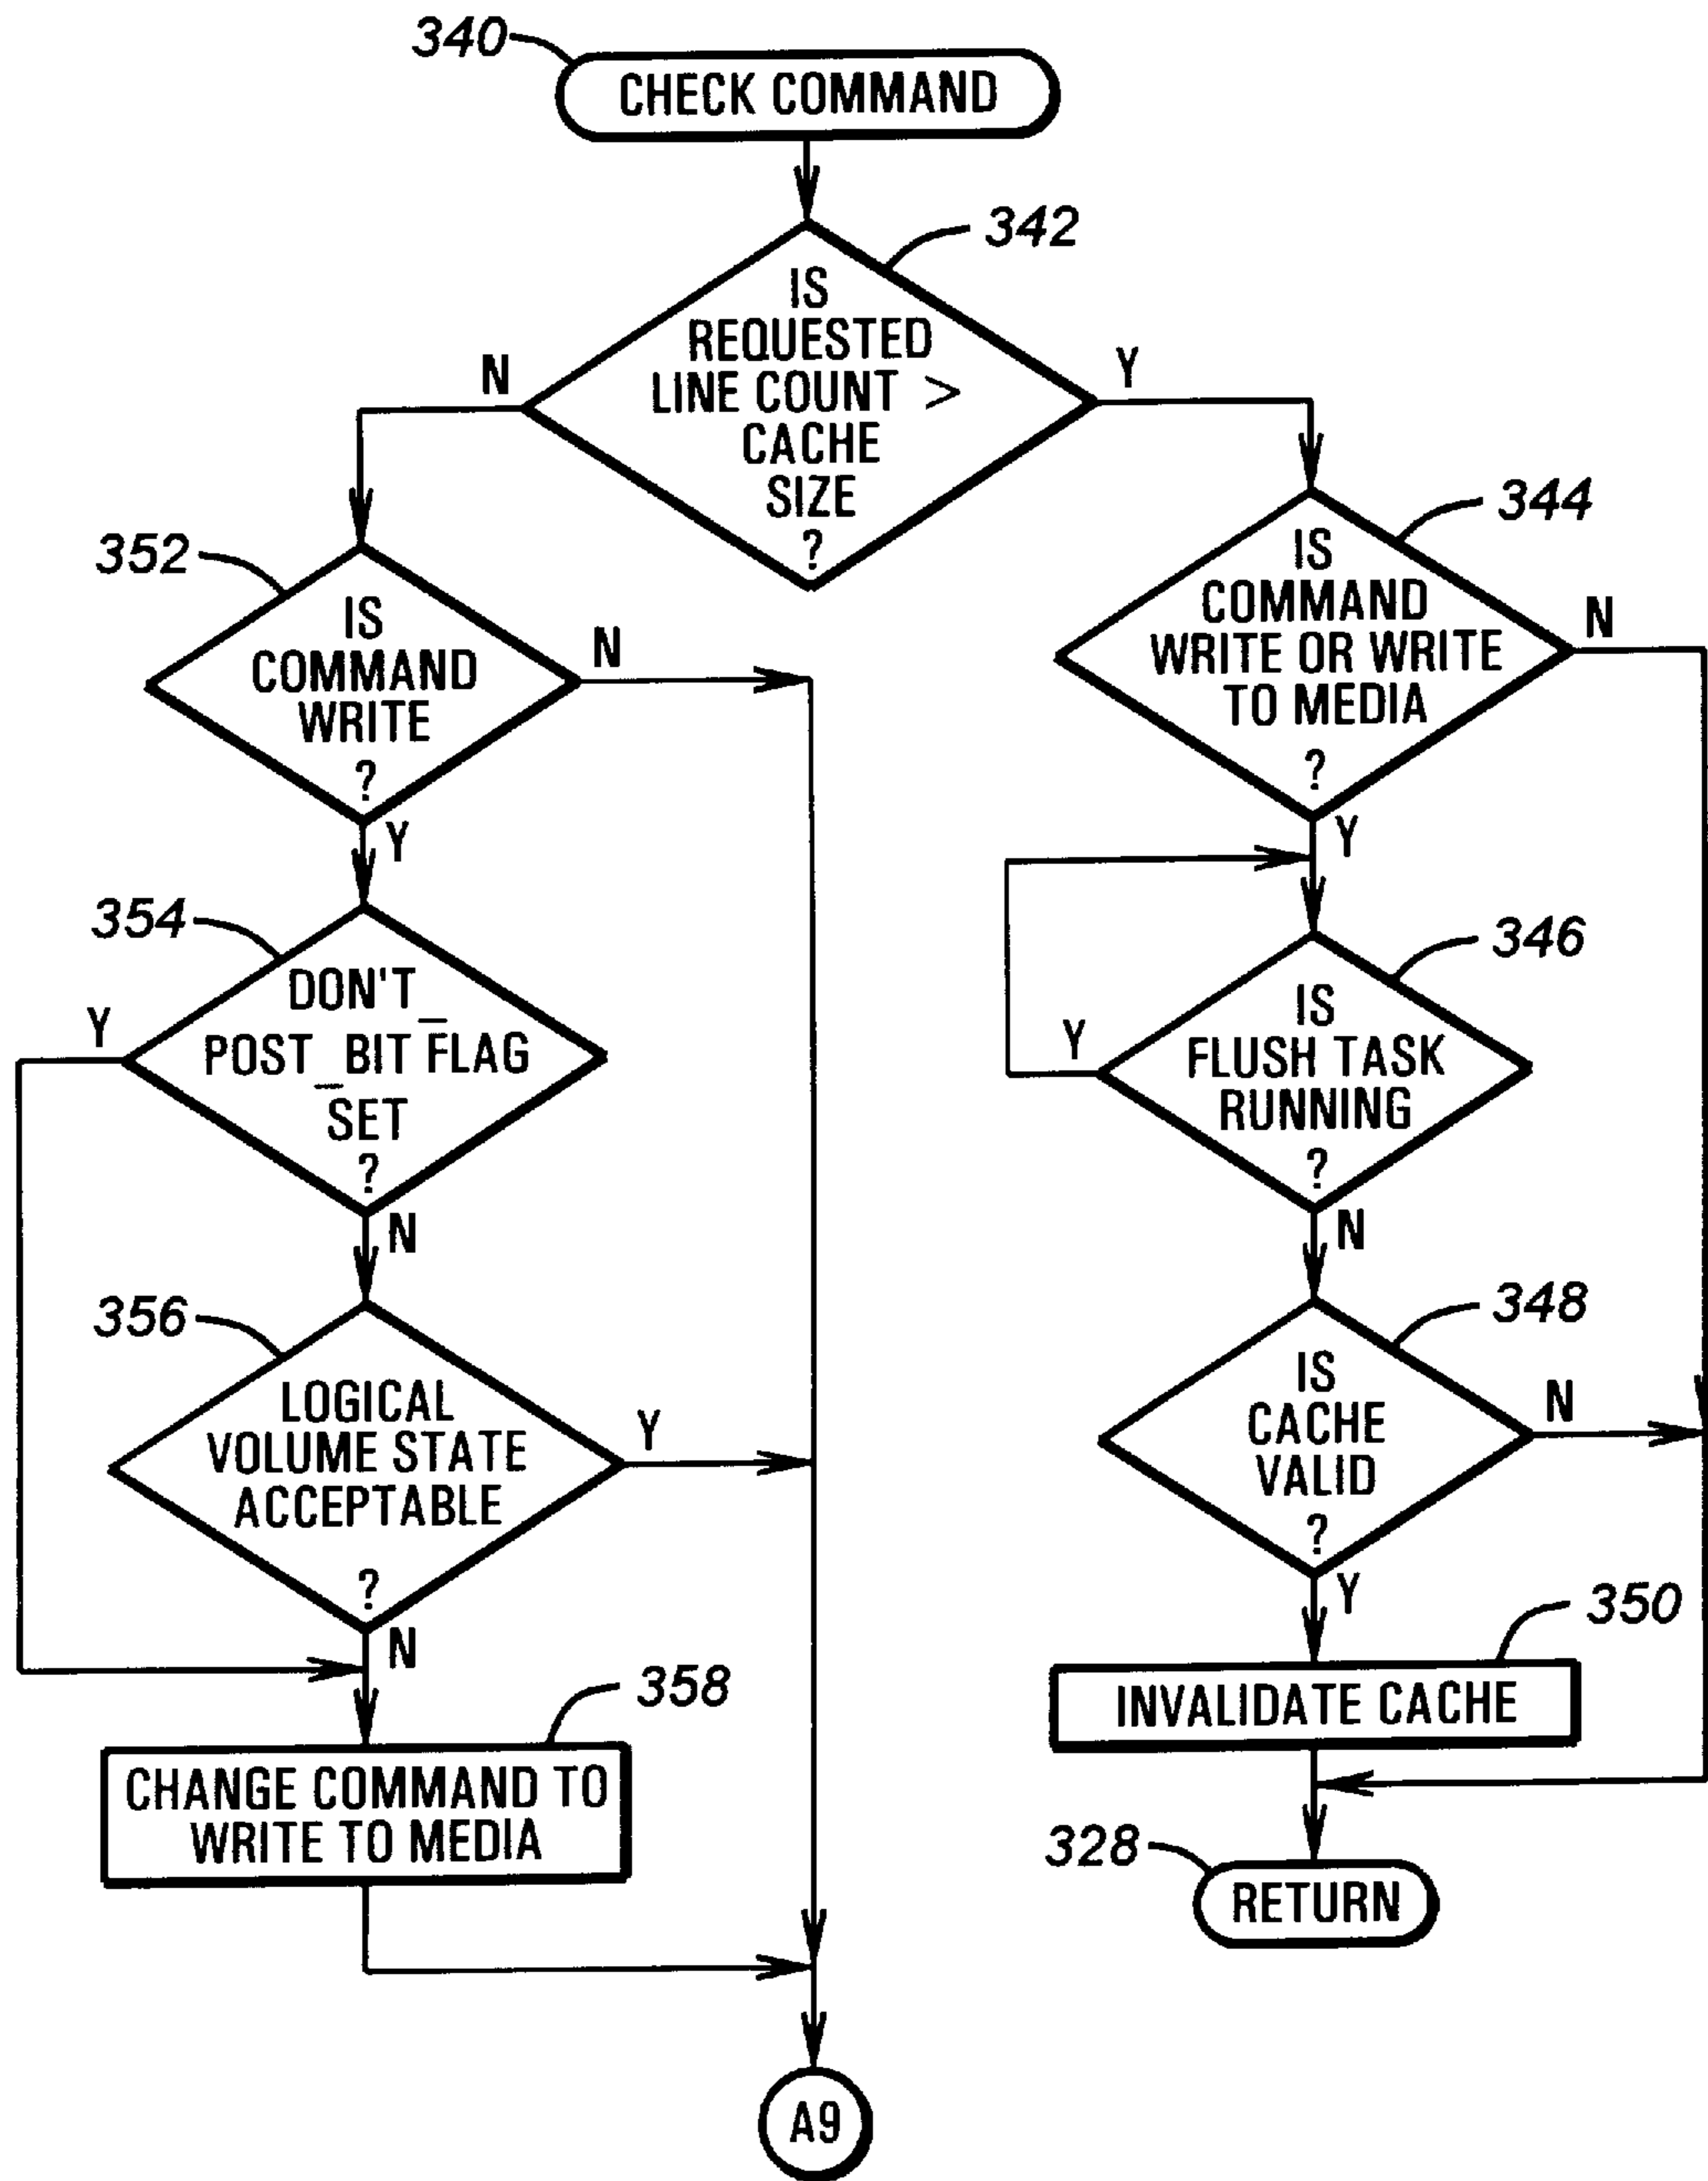 340
CHECK COMMAND
342
IS
REQUESTED
LINE COUNT >
CACHE
SIZE
?
N
Y
352
IS
COMMAND
WRITE
?
N
Y
354
DON'T_
POST_BIT_FLAG
_SET
?
Y
N
356
LOGICAL
VOLUME STATE
ACCEPTABLE
?
Y
N
358
CHANGE COMMAND TO
WRITE TO MEDIA
344
IS
COMMAND
WRITE OR WRITE
TO MEDIA
?
N
Y
346
IS
FLUSH TASK
RUNNING
?
Y
N
348
IS
CACHE
VALID
?
N
Y
350
INVALIDATE CACHE
328
RETURN
A9